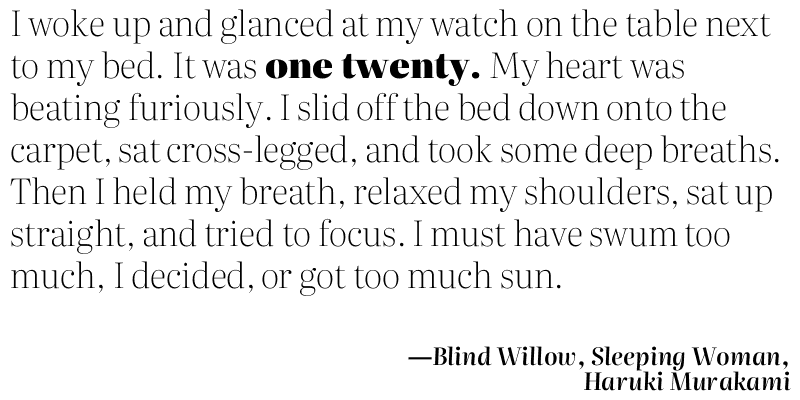 I woke up and glanced at my watch on the table next
to my bed. It was one twenty. My heart was
beating furiously. I slid off the bed down onto the
carpet, sat cross-legged, and took some deep breaths.
Then I held my breath, relaxed my shoulders, sat up
straight, and tried to focus. I must have swum too
much, I decided, or got too much sun.
—Blind Willow, Sleeping Woman,
Haruki Murakami